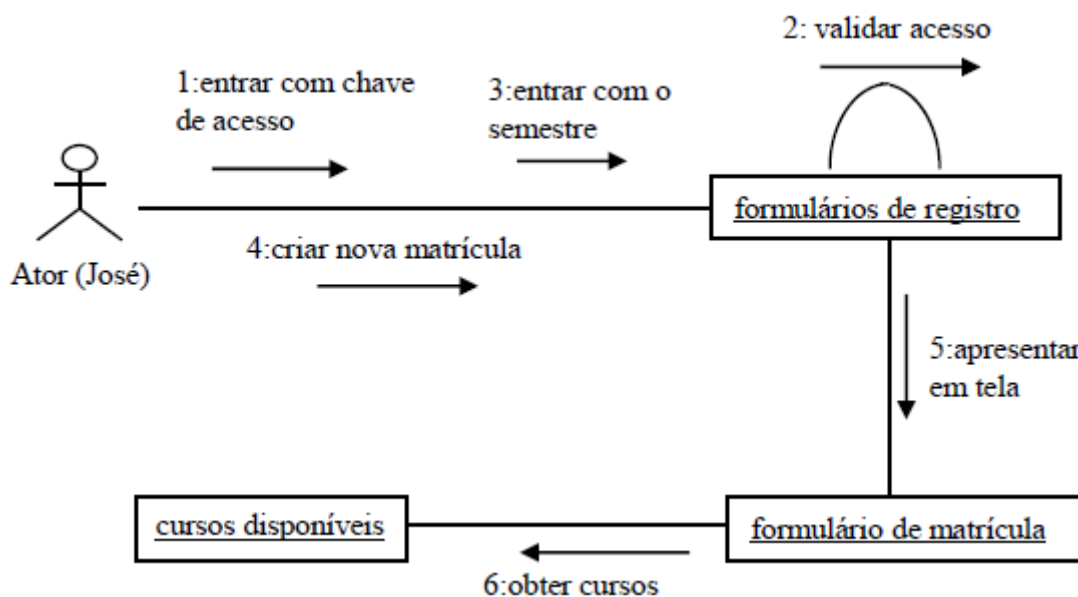 2: validar acesso
1:entrar com chave
de acesso
3:entrar com o
semestre
formulários de registro
4:criar nova matrícula
Ator (José)
5:apresentar
em tela
cursos disponíveis
formulário de matrícula
6:obter cursos